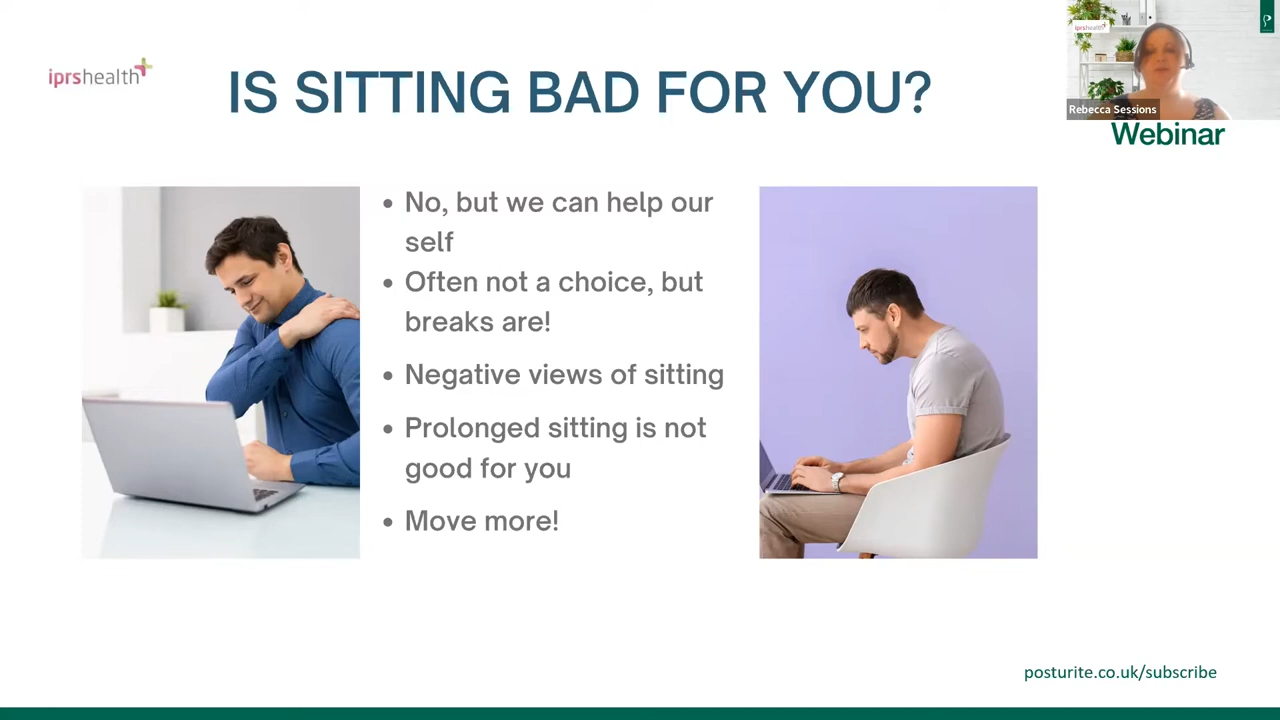 iprshealth
IS SITTING BAD FOR YOU?
iprshealth
Rebecca Sessions
Webinar
• No, but we can help our
self
• Often not a choice, but
breaks are!
• Negative views of sitting
• Prolonged sitting is not
good for you
• Move more!
posturite.co.uk/subscribe